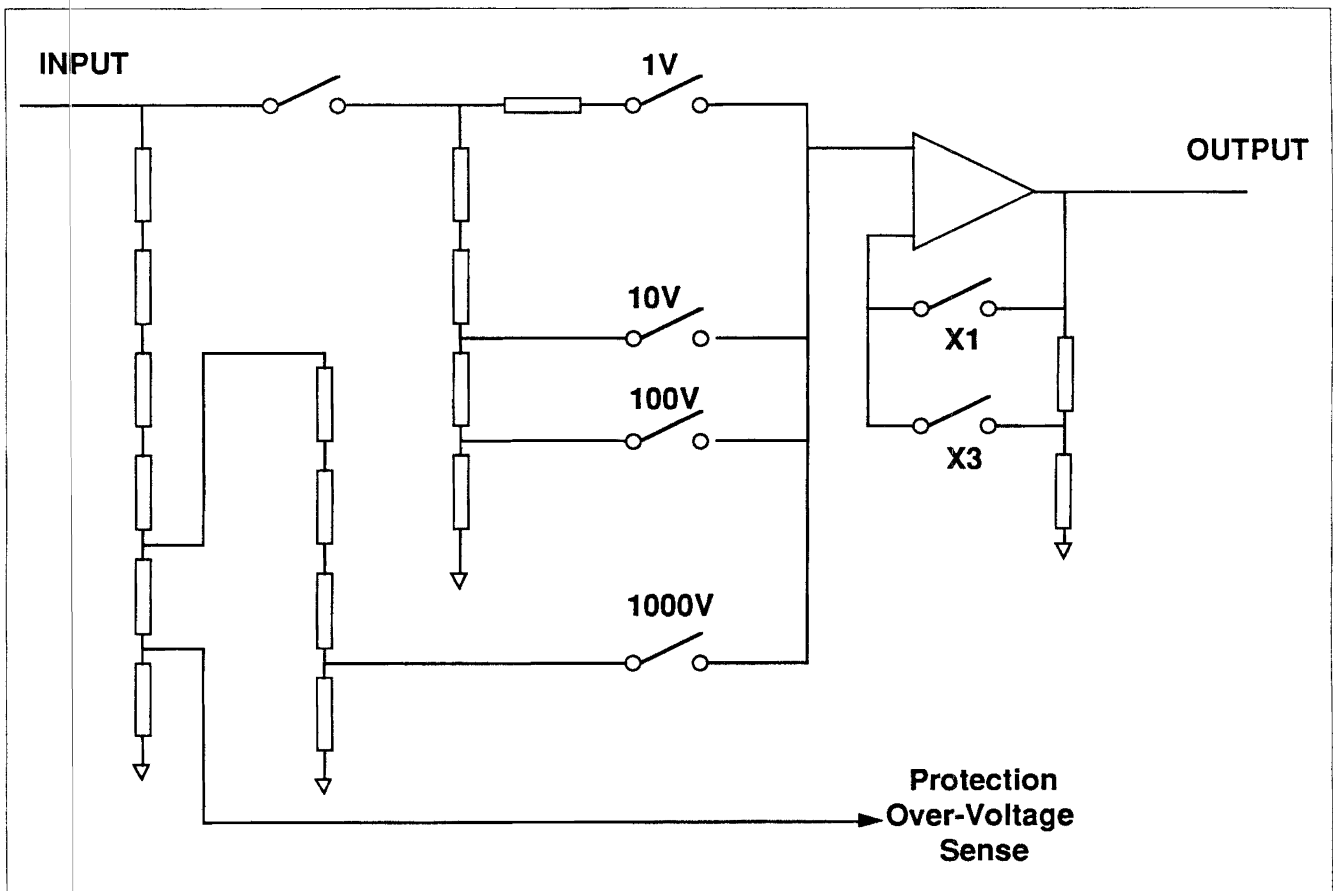 INPUT
1V
OUTPUT
10V
X1
100V
X3
1000V
Protection
Over-Voltage
Sense